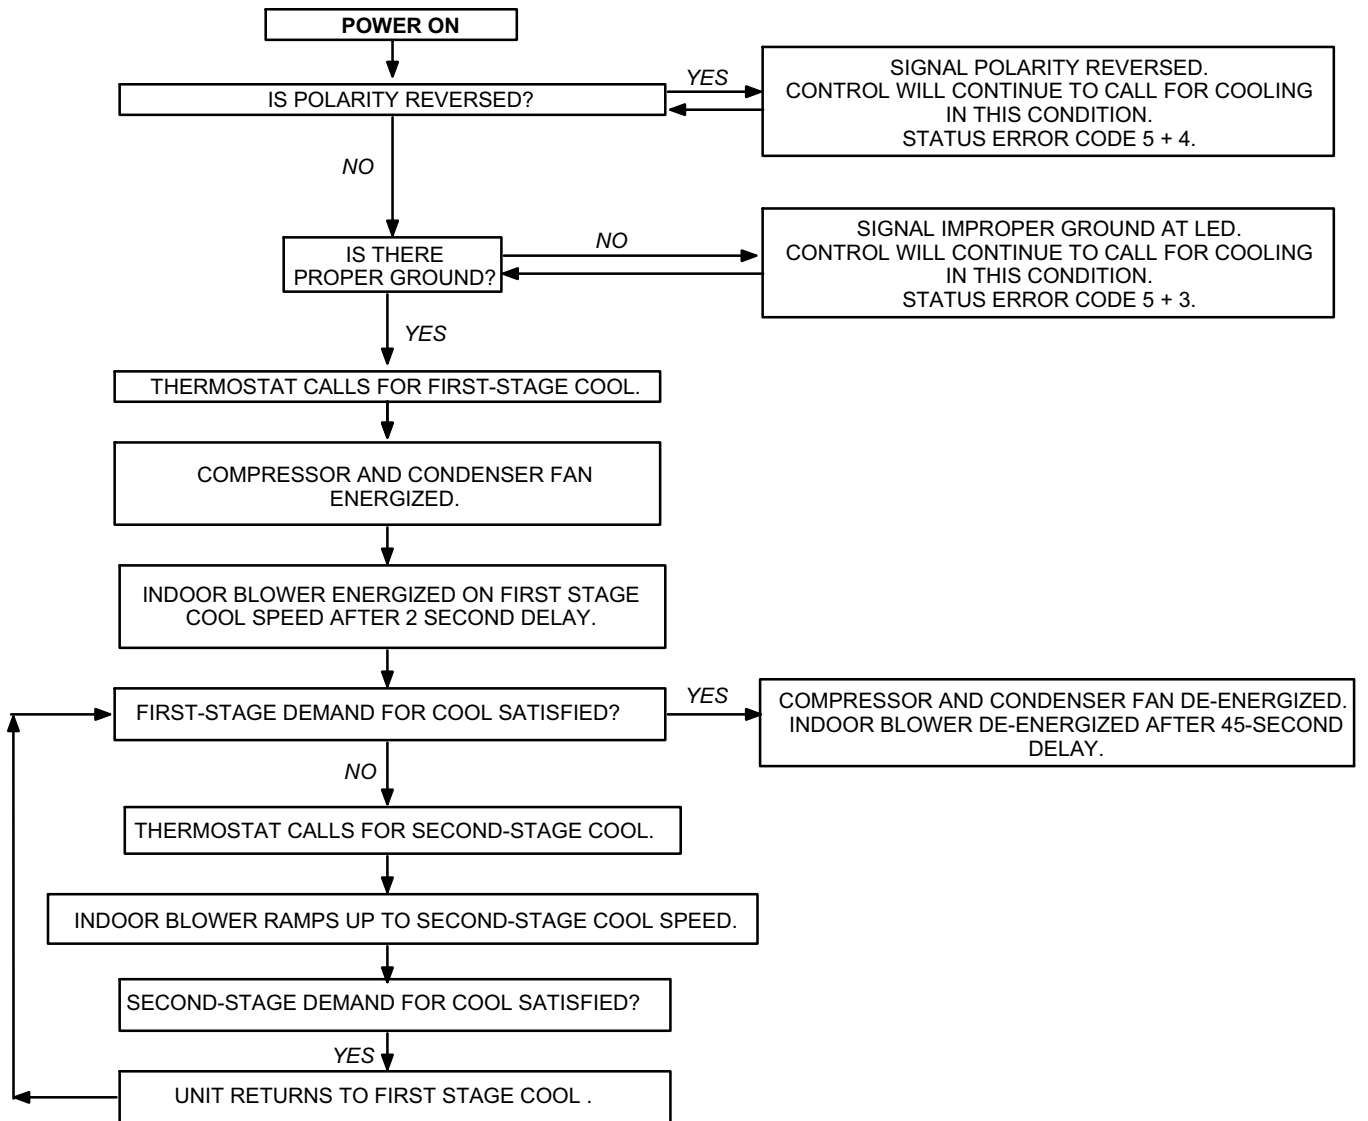 POWER ON
IS POLARITY REVERSED?
YES
SIGNAL POLARITY REVERSED.
CONTROL WILL CONTINUE TO CALL FOR COOLING
IN THIS CONDITION.
STATUS ERROR CODE 5 + 4.
NO
IS THERE
PROPER GROUND?
NO
SIGNAL IMPROPER GROUND AT LED.
CONTROL WILL CONTINUE TO CALL FOR COOLING
IN THIS CONDITION.
STATUS ERROR CODE 5 + 3.
YES
THERMOSTAT CALLS FOR FIRST-STAGE COOL.
COMPRESSOR AND CONDENSER FAN
ENERGIZED.
INDOOR BLOWER ENERGIZED ON FIRST STAGE
COOL SPEED AFTER 2 SECOND DELAY.
FIRST-STAGE DEMAND FOR COOL SATISFIED?
YES
COMPRESSOR AND CONDENSER FAN DE-ENERGIZED.
INDOOR BLOWER DE-ENERGIZED AFTER 45-SECOND
DELAY.
NO
THERMOSTAT CALLS FOR SECOND-STAGE COOL.
INDOOR BLOWER RAMPS UP TO SECOND-STAGE COOL SPEED.
SECOND-STAGE DEMAND FOR COOL SATISFIED?
YES
UNIT RETURNS TO FIRST STAGE COOL .